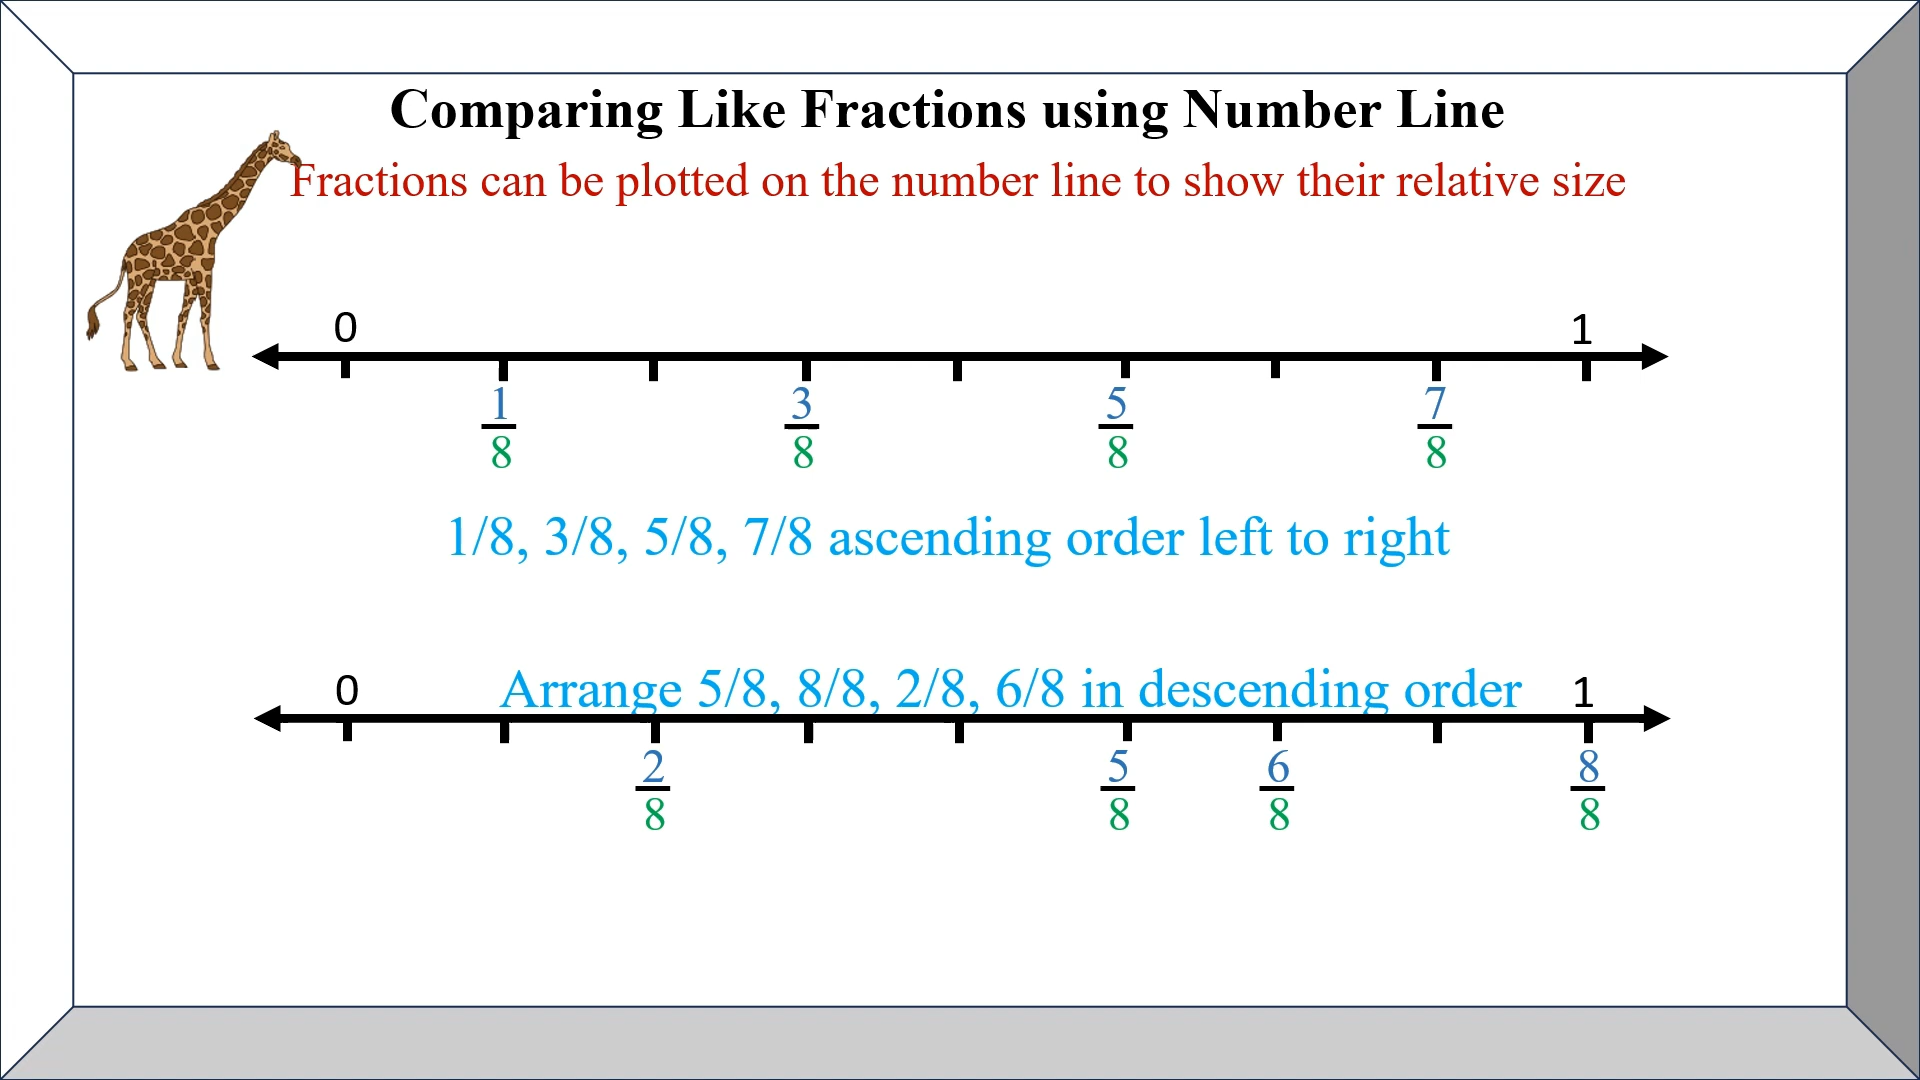 Comparing Like Fractions using Number Line
Fractions can be plotted on the number line to show their relative size
0 1
1/8 3/8 5/8 7/8
1/8, 3/8, 5/8, 7/8 ascending order left to right
0 Arrange 5/8, 8/8, 2/8, 6/8 in descending order 1
2/8 5/8 6/8 8/8